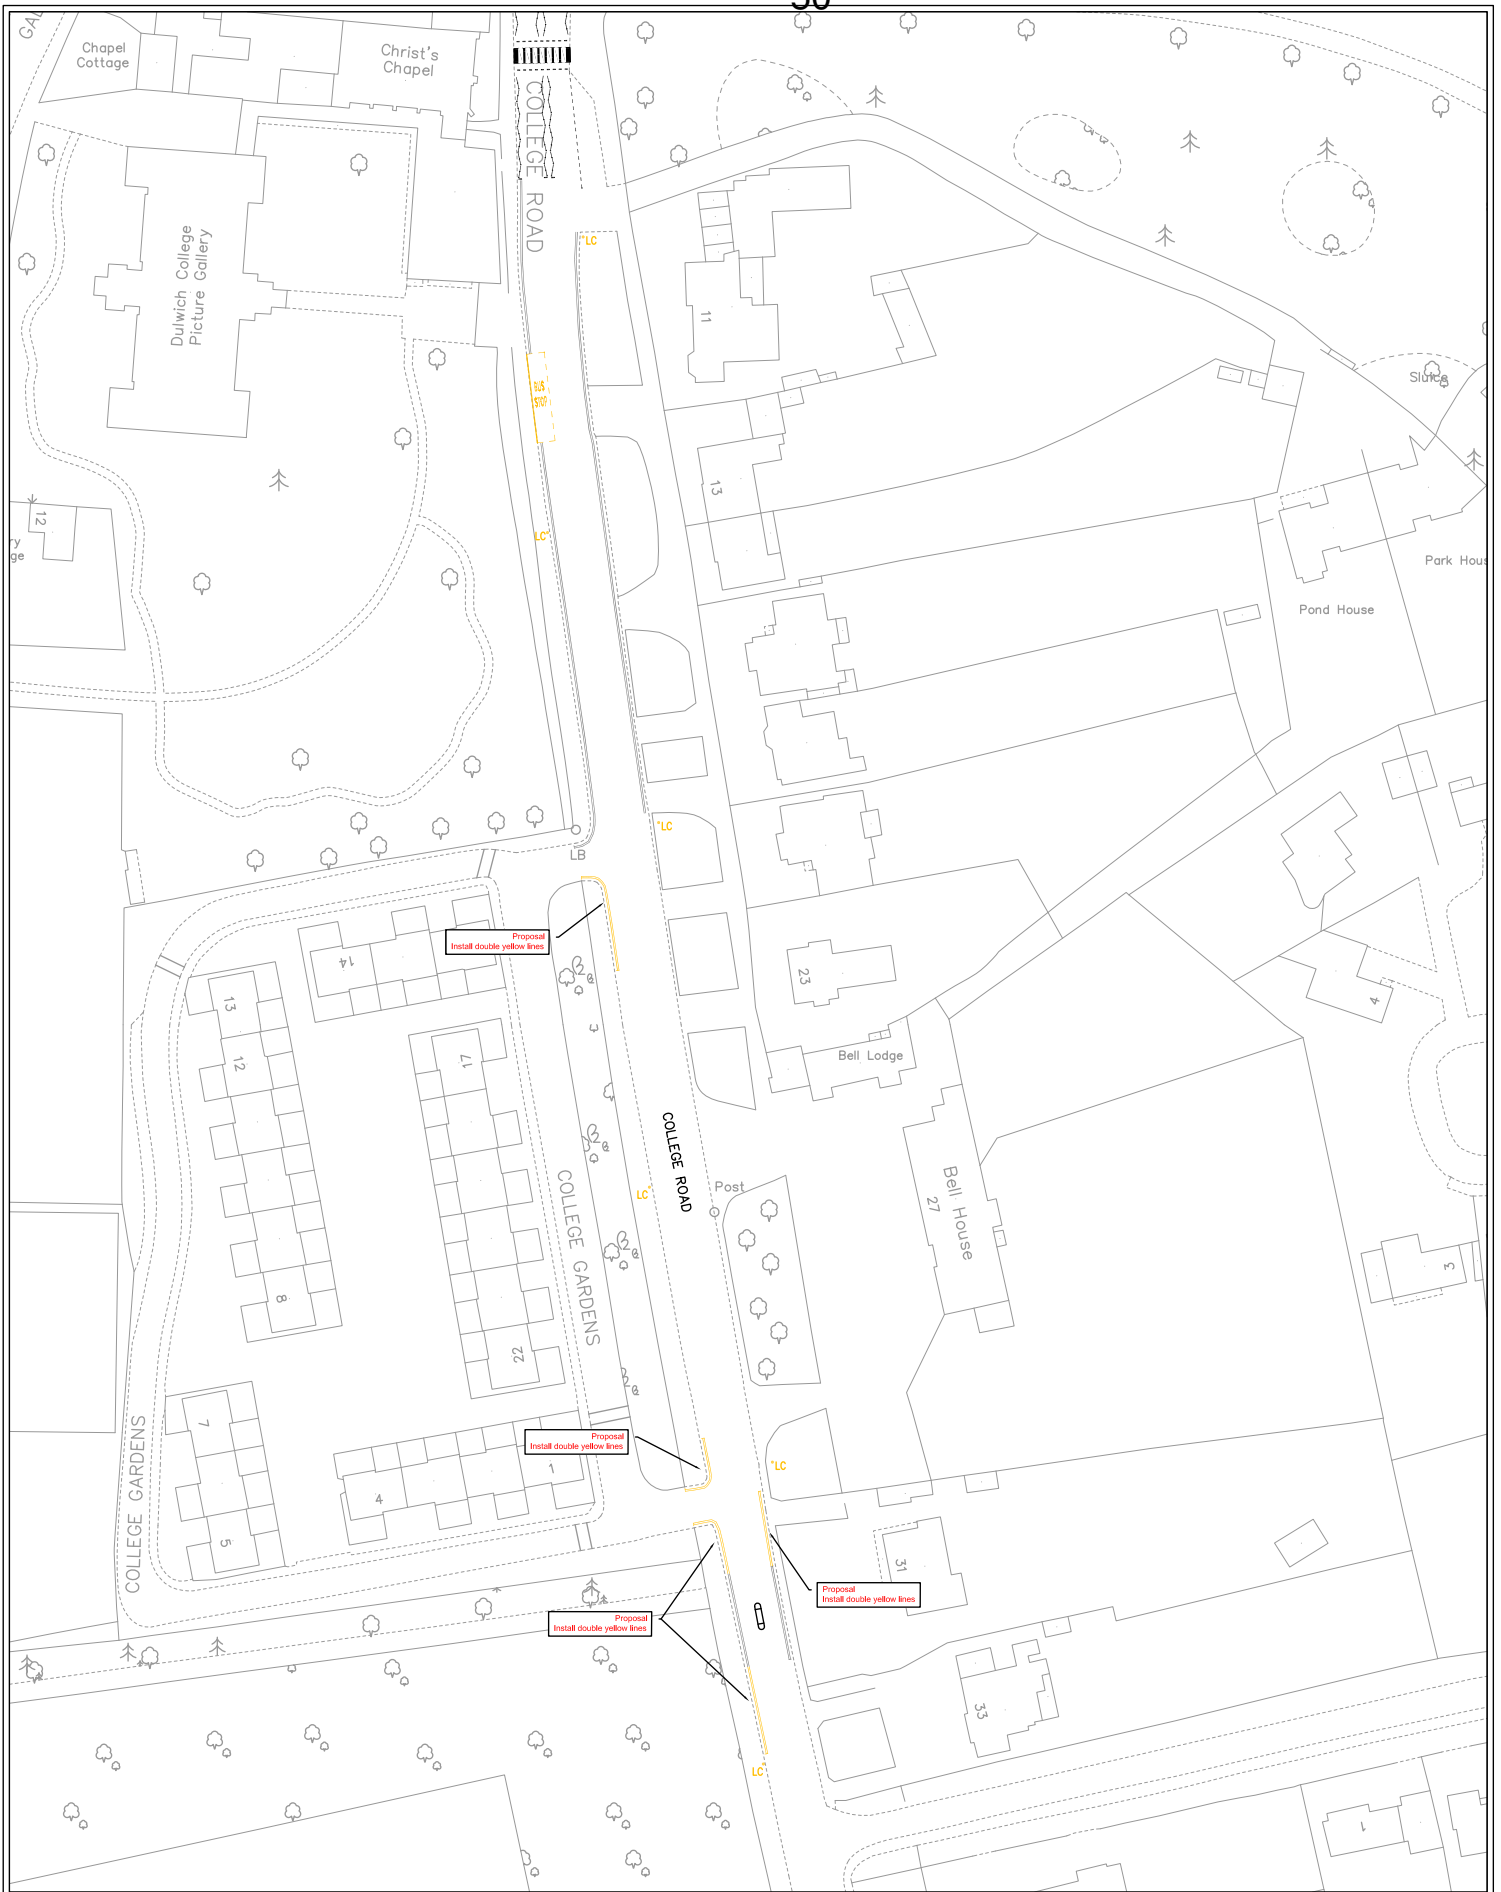 GAL
Chapel
Cottage
Christ's
Chapel
COLLEGE ROAD
LC
Dulwich College
Picture Gallery
11
BUS
STOP
Sluice
13
12
LC
ry
ge
Park Hous
Pond House
LC
LB
Proposal
Install double yellow lines
14
23
13
4
12
17
Bell Lodge
COLLEGE ROAD
Post
LC
COLLEGE GARDENS
Bell House
27
3
8
22
7
Proposal
Install double yellow lines
COLLEGE GARDENS
1
LC
4
5
31
Proposal
Install double yellow lines
Proposal
Install double yellow lines
33
LC
1